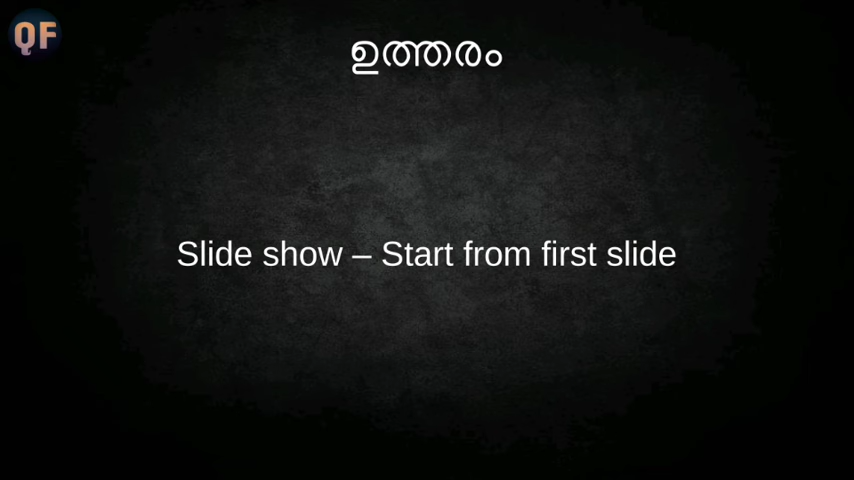 QF
ഉത്തരം
Slide show – Start from first slide